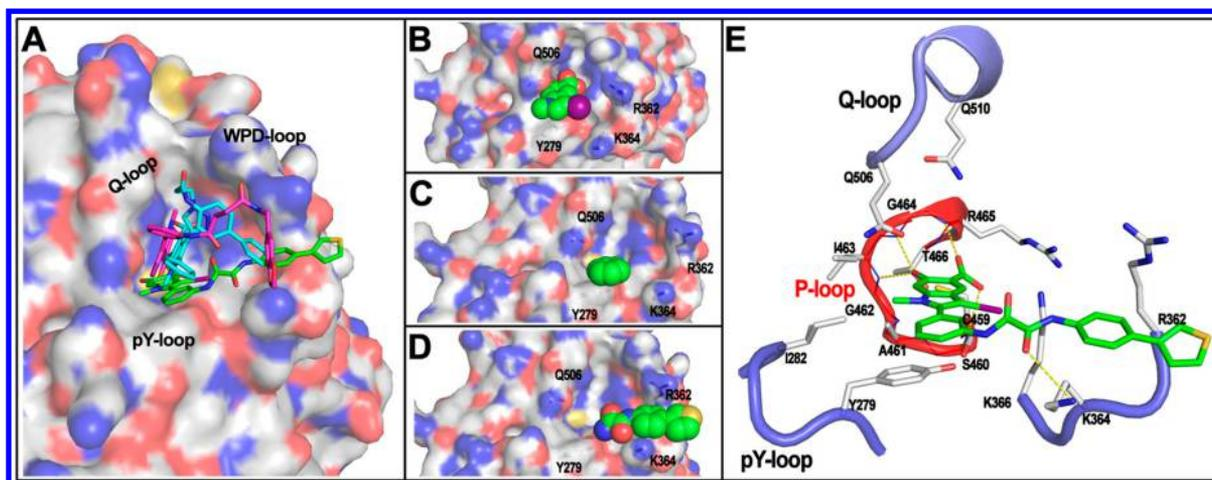 A
WPD-loop
Q-loop
pY-loop
B
Q506
R362
K364
Y279
C
Q506
R362
Y279
K364
D
Q506
R362
Y279
K364
E
Q-loop
Q510
Q506
G464
R465
I463
T466
P-loop
G462
C459
R362
A461
S460
I282
K366
K364
Y279
pY-loop